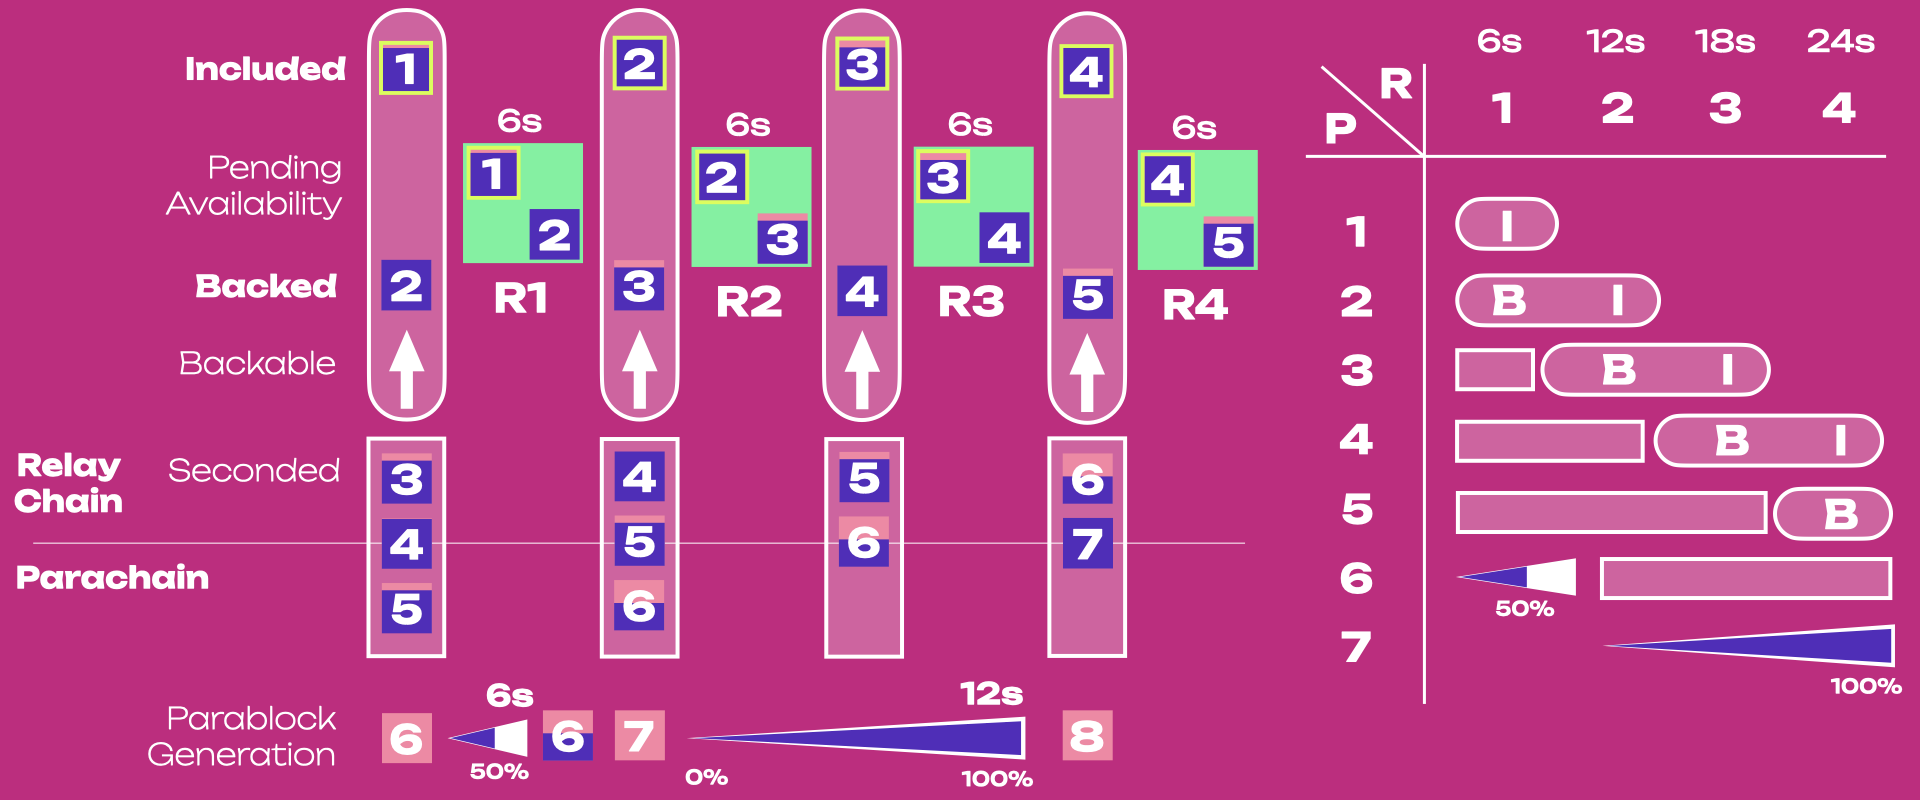 Included
1
2
3
4
6s
6s
6s
6s
Pending
Availability
1
2
3
4
2
3
4
5
Backed
2
3
4
5
R1
R2
R3
R4
Backable
Relay
Chain
Seconded
3
4
5
6
4
5
6
7
Parachain
5
6
Parablock
Generation
6
6s
50%
6
7
12s
0%
100%
8
6s 12s 18s 24s
R
P
1 2 3 4
1 I
2 B I
3 B I
4 B I
5 B
6
50%
7
100%